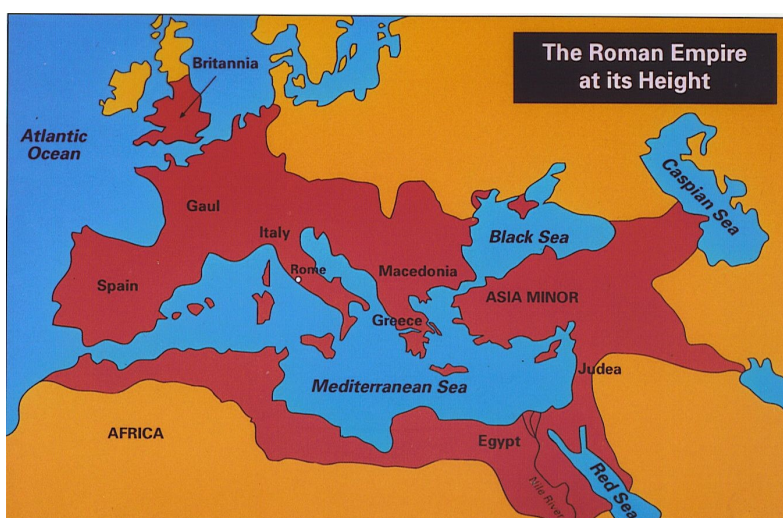 The Roman Empire
at its Height
Britannia
Atlantic
Ocean
Caspian Sea
Gaul
Italy
Black Sea
Rome
Macedonia
Spain
ASIA MINOR
Greece
Judea
Mediterranean Sea
AFRICA
Egypt
Red Sea
Nile River